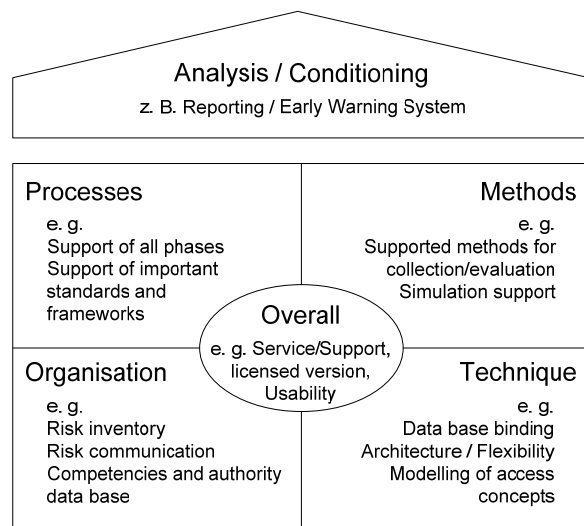 Analysis / Conditioning
z. B. Reporting / Early Warning System
Processes
e. g.
Support of all phases
Support of important
standards and
frameworks
Methods
e. g.
Supported methods for
collection/evaluation
Simulation support
Overall
e. g. Service/Support,
licensed version,
Usability
Organisation
e. g.
Risk inventory
Risk communication
Competencies and authority
data base
Technique
e. g.
Data base binding
Architecture / Flexibility
Modelling of access
concepts